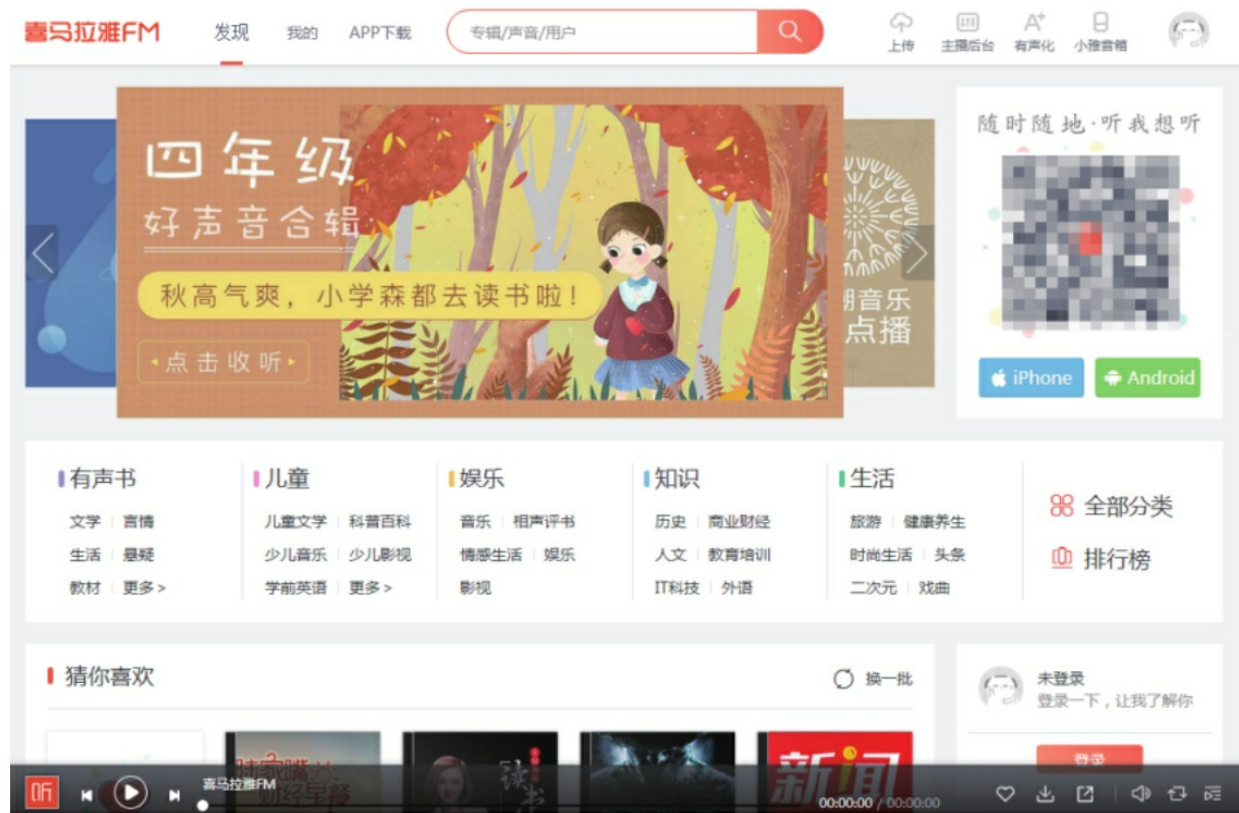 喜马拉雅FM 发现 我的 APP下载 专辑/声音/用户 上传 主播后台 有声化 小雅音箱
四年级
好声音合辑
秋高气爽，小学森都去读书啦！
点击收听
音乐
点播
随时随地·听我想听
iPhone Android
有声书 儿童 娱乐 知识 生活
文学 言情 儿童文学 科普百科 音乐 相声评书 历史 商业财经 旅游 健康养生
生活 悬疑 少儿音乐 少儿影视 情感生活 娱乐 人文 教育培训 时尚生活 头条
教材 更多> 学前英语 更多> 影视 IT科技 外语 二次元 戏曲
全部分类
排行榜
猜你喜欢 换一批
未登录
登录一下，让我了解你
登录
陆家嘴
财经早餐
读书
新闻
听 喜马拉雅FM 00:00:00 / 00:00:00